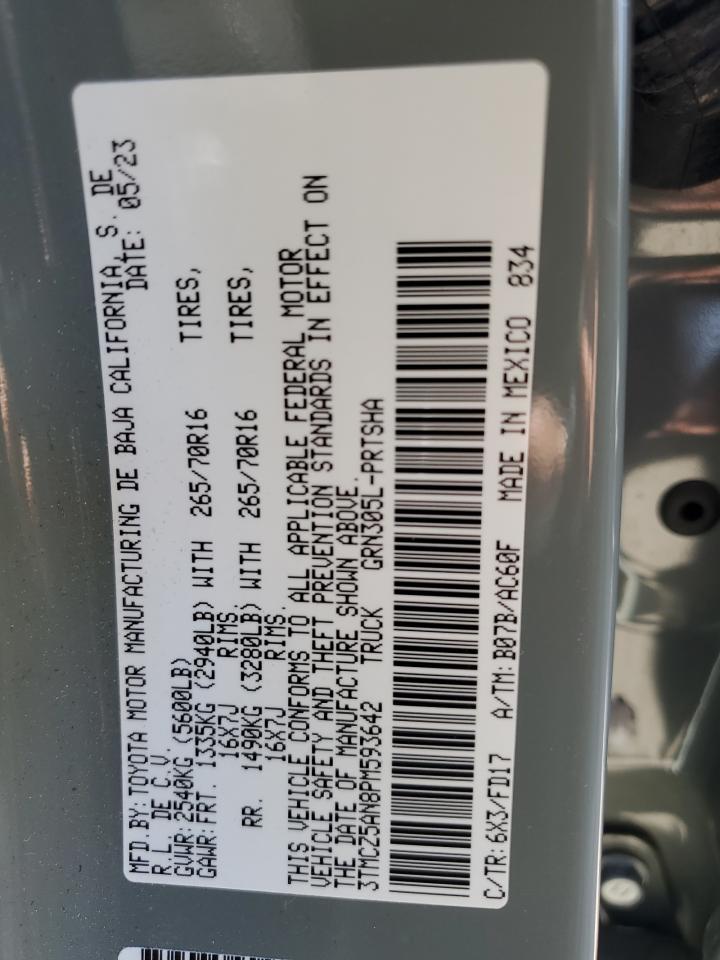 MFD.BY:TOYOTA MOTOR MANUFACTURING DE BAJA CALIFORNIA, S. DE
R.L. DE C.V. DATE: 05/23
GVWR:2540KG (5600LB)
GAWR:FRT. 1335KG (2940LB) WITH 265/70R16 TIRES,
16X7J RIMS.
RR. 1490KG (3280LB) WITH 265/70R16 TIRES,
16X7J RIMS.
THIS VEHICLE CONFORMS TO ALL APPLICABLE FEDERAL MOTOR
VEHICLE SAFETY AND THEFT PREVENTION STANDARDS IN EFFECT ON
THE DATE OF MANUFACTURE SHOWN ABOVE.
3TMCZ5AN8PM593642 TRUCK GRN305L-PRTSHA
C/TR:6X3/FD17 A/TM:B07B/AC60F MADE IN MEXICO 834